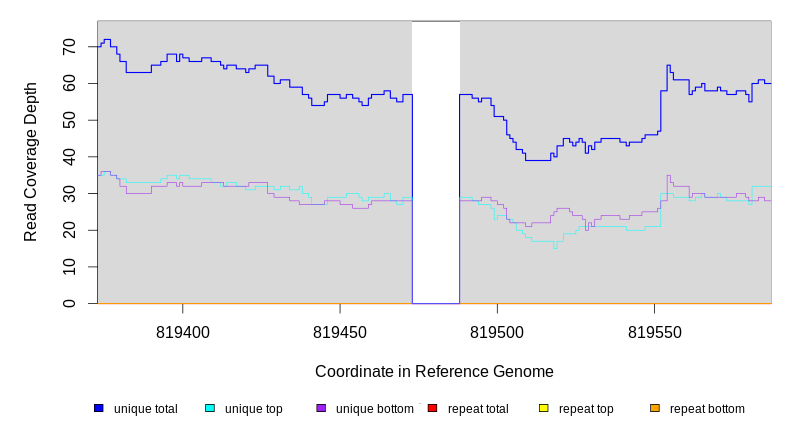 70
60
50
40
30
20
10
0
Read Coverage Depth
819400 819450 819500 819550
Coordinate in Reference Genome
unique total unique top unique bottom repeat total repeat top repeat bottom